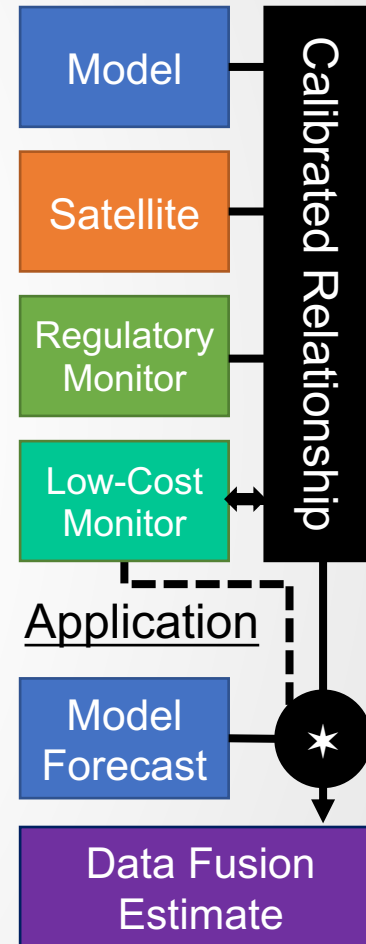 Model
Calibrated Relationship
Satellite
Regulatory
Monitor
Low-Cost
Monitor
Application
Model
Forecast
Data Fusion
Estimate